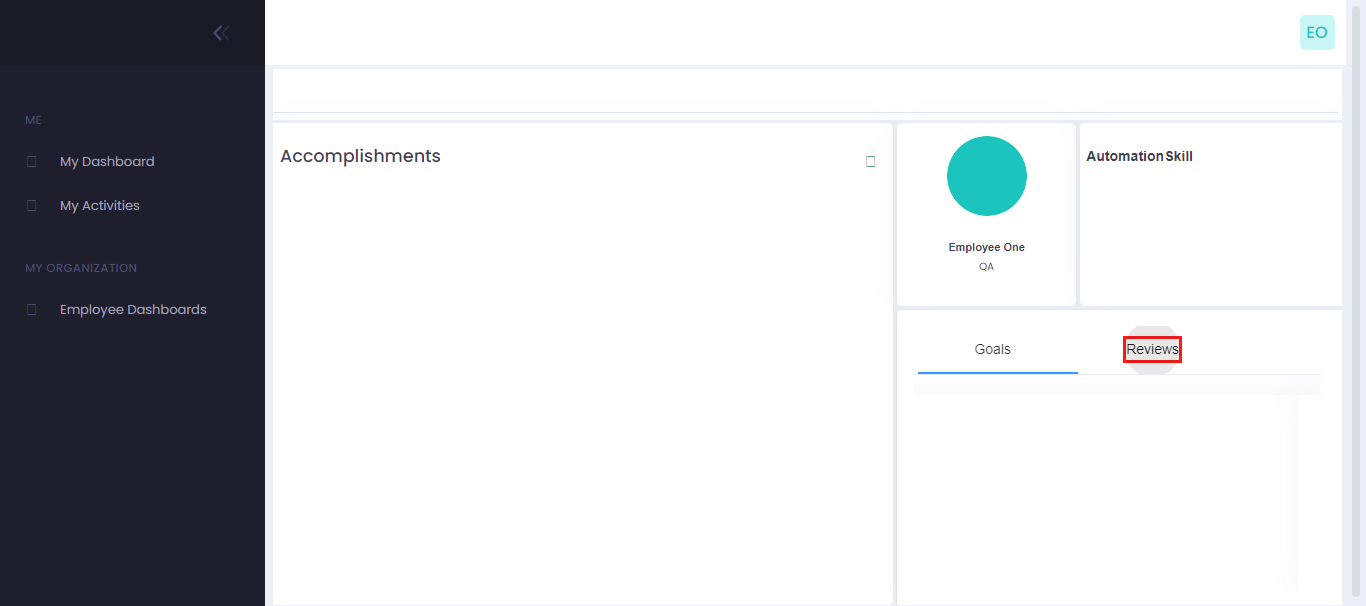 EO
ME
My Dashboard
My Activities
MY ORGANIZATION
Employee Dashboards
Accomplishments
Employee One
QA
Automation Skill
Goals
Reviews